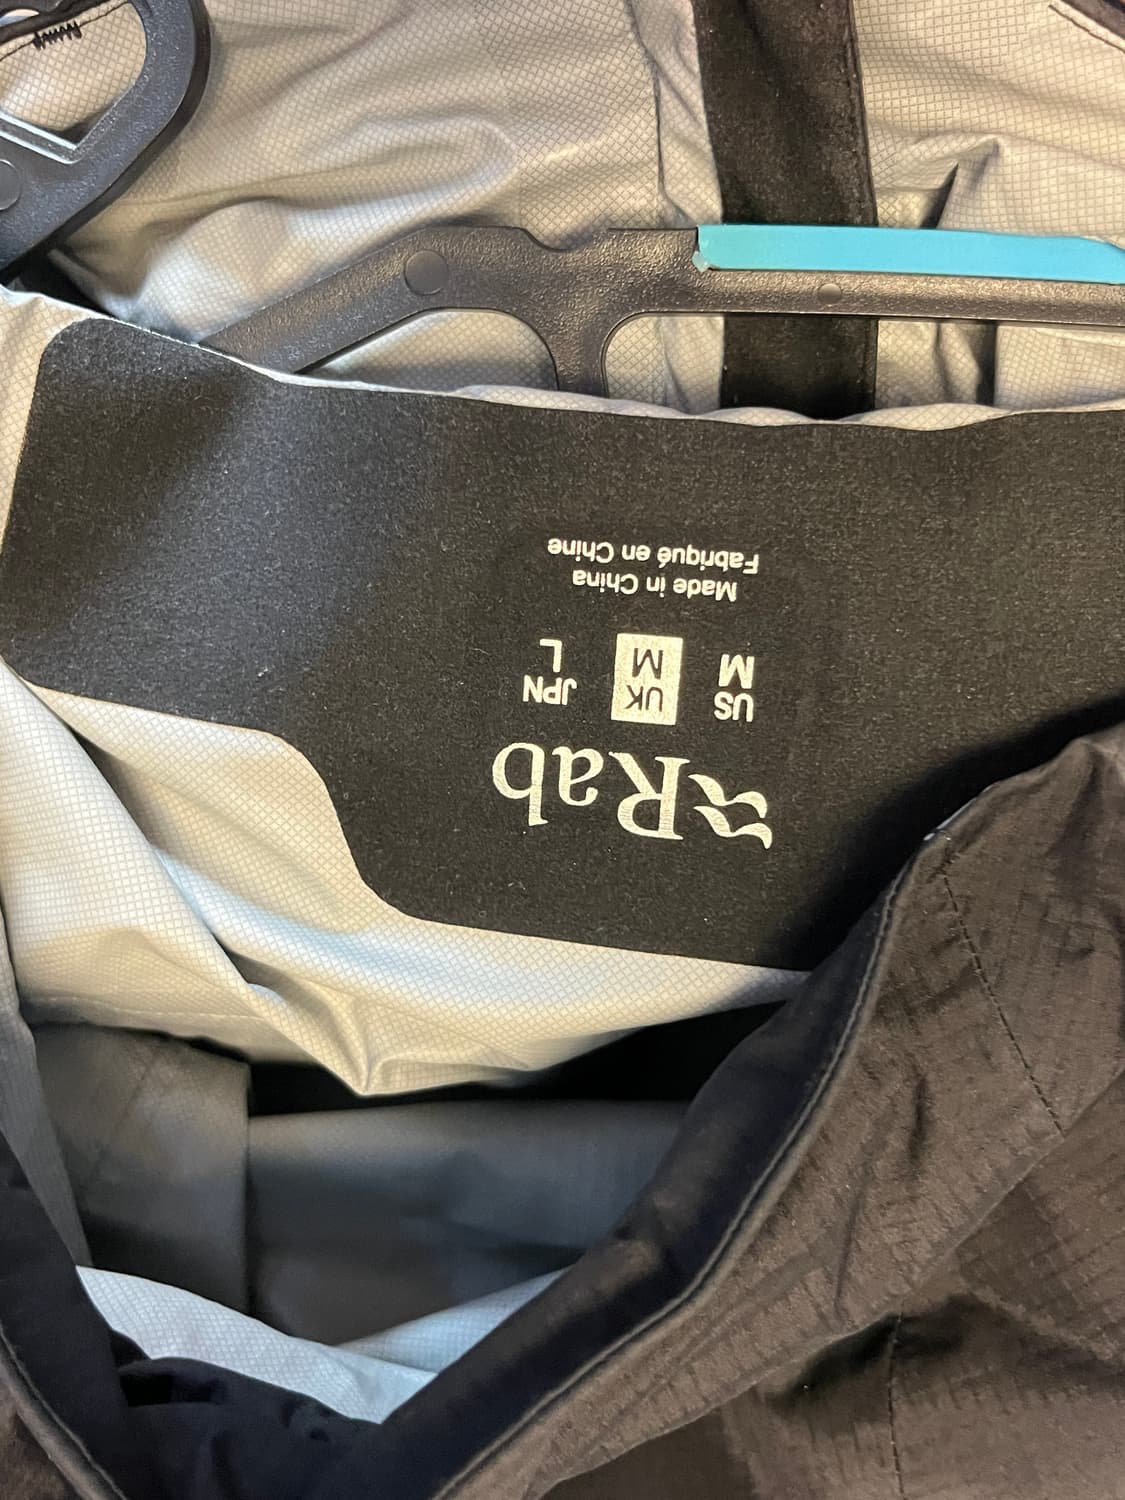 Rab
US UK JPN
M M L
Made in China
Fabriqué en Chine